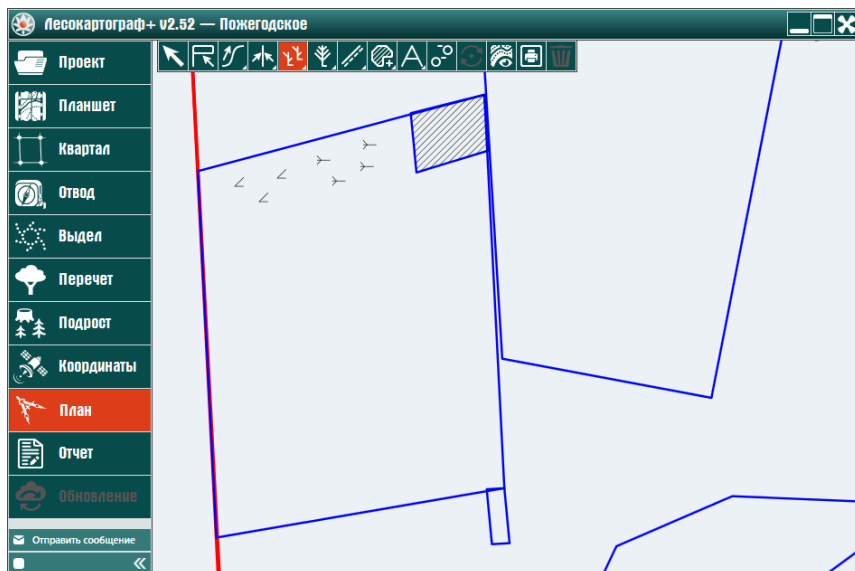 Лесокартограф+ v2.52 — Пожегодское
Проект
Планшет
Квартал
Отвод
Выдел
Перечет
Подрост
Координаты
План
Отчет
Обновление
Отправить сообщение